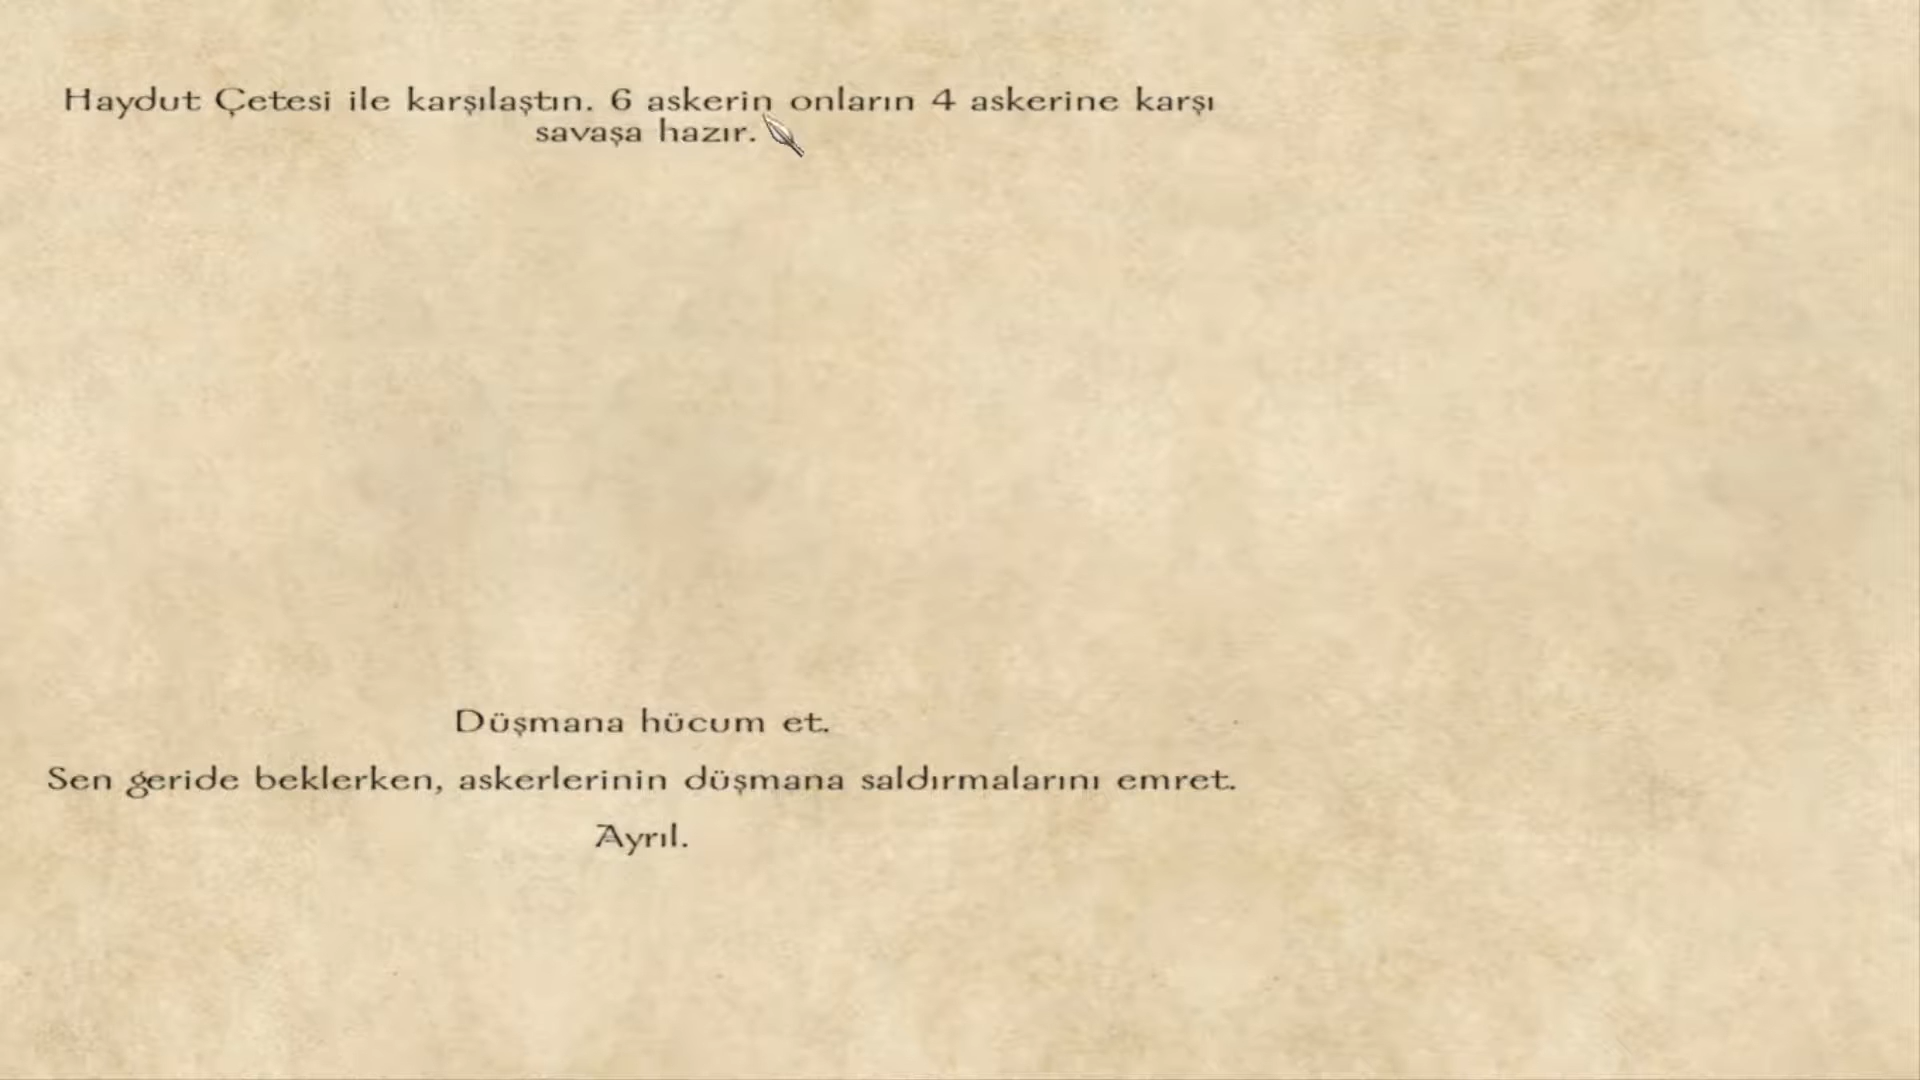 Haydut Çetesi ile karşılaştın. 6 askerin onların 4 askerine karşı
savaşa hazır.
Düşmana hücum et.
Sen geride beklerken, askerlerinin düşmana saldırmalarını emret.
Ayrıl.